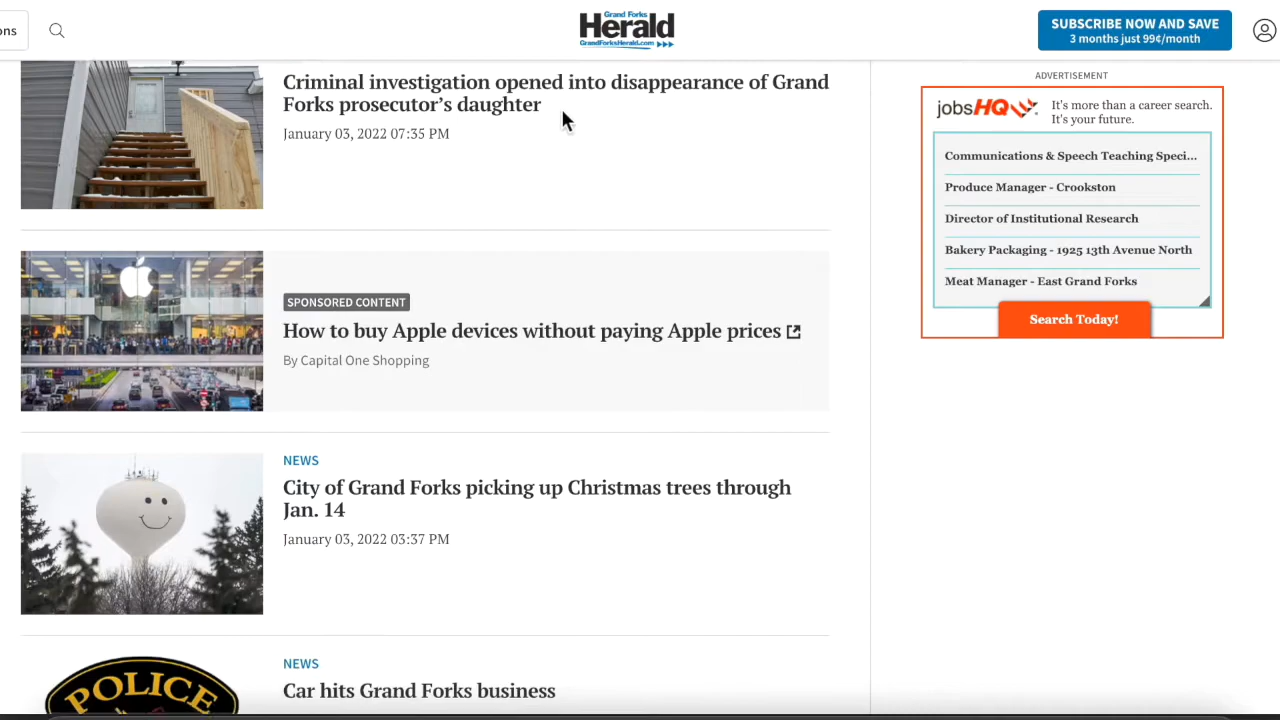 ons
Grand Forks
Herald
GrandForksHerald.com
SUBSCRIBE NOW AND SAVE
3 months just 99¢/month
Criminal investigation opened into disappearance of Grand
Forks prosecutor's daughter
January 03, 2022 07:35 PM
ADVERTISEMENT
jobsHQ
It's more than a career search.
It's your future.
Communications & Speech Teaching Speci...
Produce Manager - Crookston
Director of Institutional Research
Bakery Packaging - 1925 13th Avenue North
Meat Manager - East Grand Forks
Search Today!
SPONSORED CONTENT
How to buy Apple devices without paying Apple prices
By Capital One Shopping
NEWS
City of Grand Forks picking up Christmas trees through
Jan. 14
January 03, 2022 03:37 PM
POLICE
NEWS
Car hits Grand Forks business